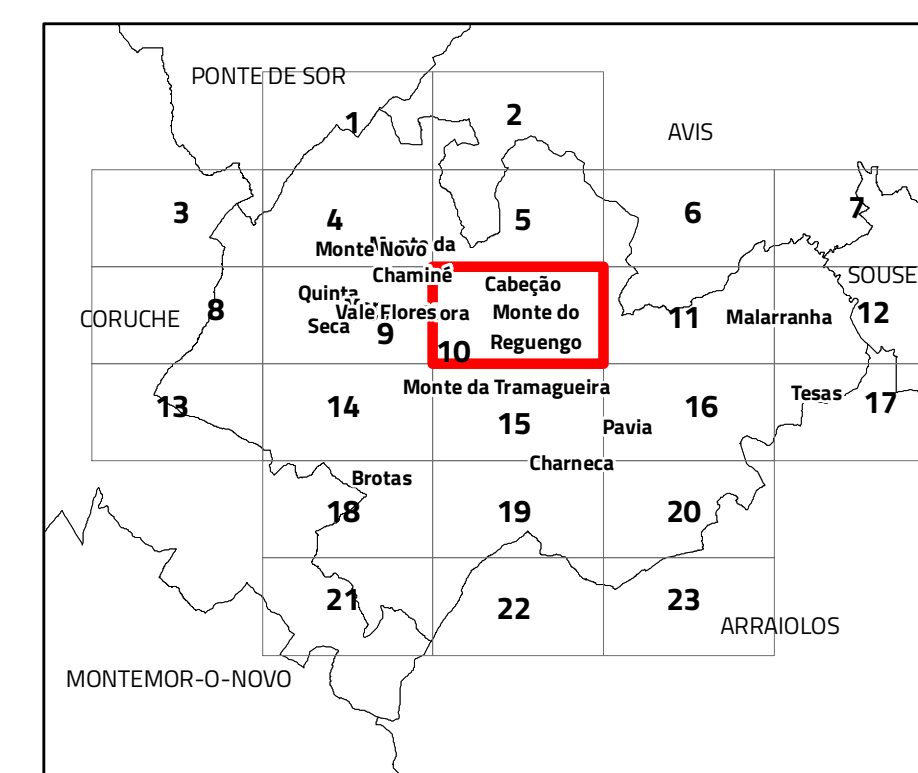 PONTE DE SOR
1
2
AVIS
3
4
5
6
7
Monte Novo
da
Chaminé
Cabeção
SOUSE
Quinta
Seca
Vale Flores
ora
Monte do
Reguengo
CORUCHE
8
9
10
11
Malarranha
12
Monte da Tramagueira
Tesas
13
14
15
16
17
Pavia
Charneca
Brotas
18
19
20
21
22
23
ARRAIOLOS
MONTEMOR-O-NOVO